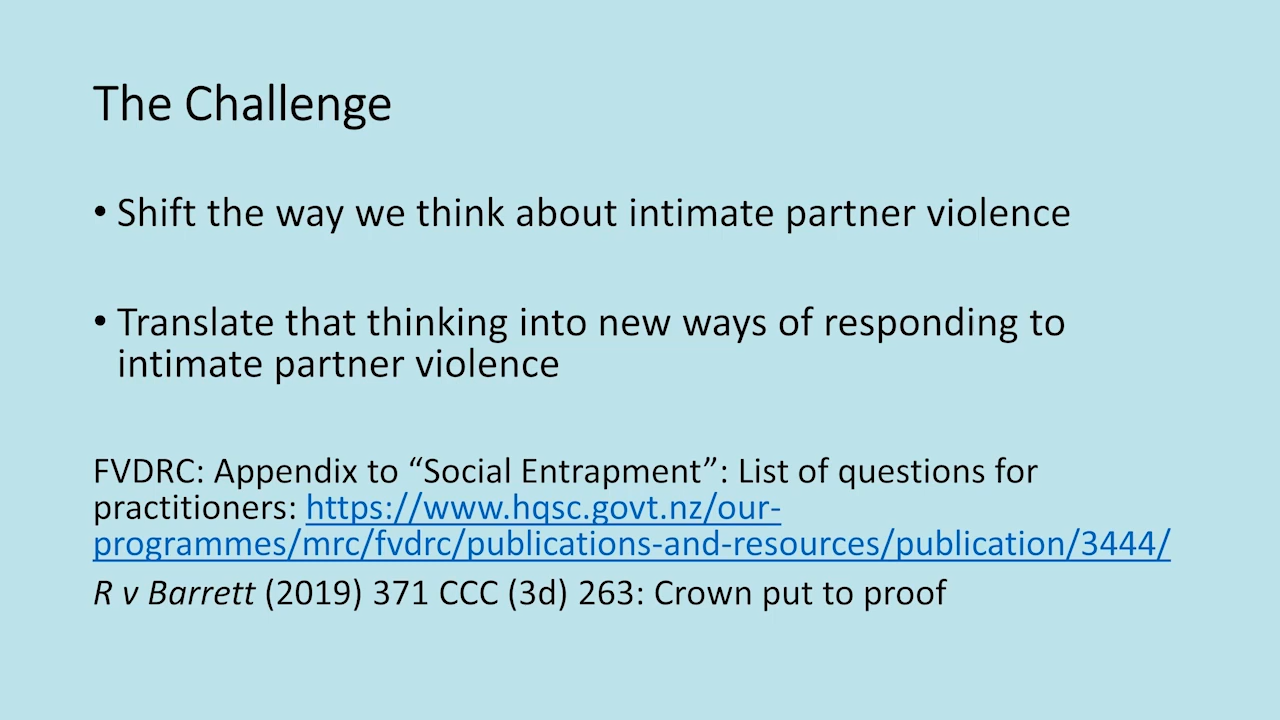 The Challenge
• Shift the way we think about intimate partner violence
• Translate that thinking into new ways of responding to
intimate partner violence
FVDRC: Appendix to “Social Entrapment”: List of questions for
practitioners: https://www.hqsc.govt.nz/our-
programmes/mrc/fvdrc/publications-and-resources/publication/3444/
R v Barrett (2019) 371 CCC (3d) 263: Crown put to proof